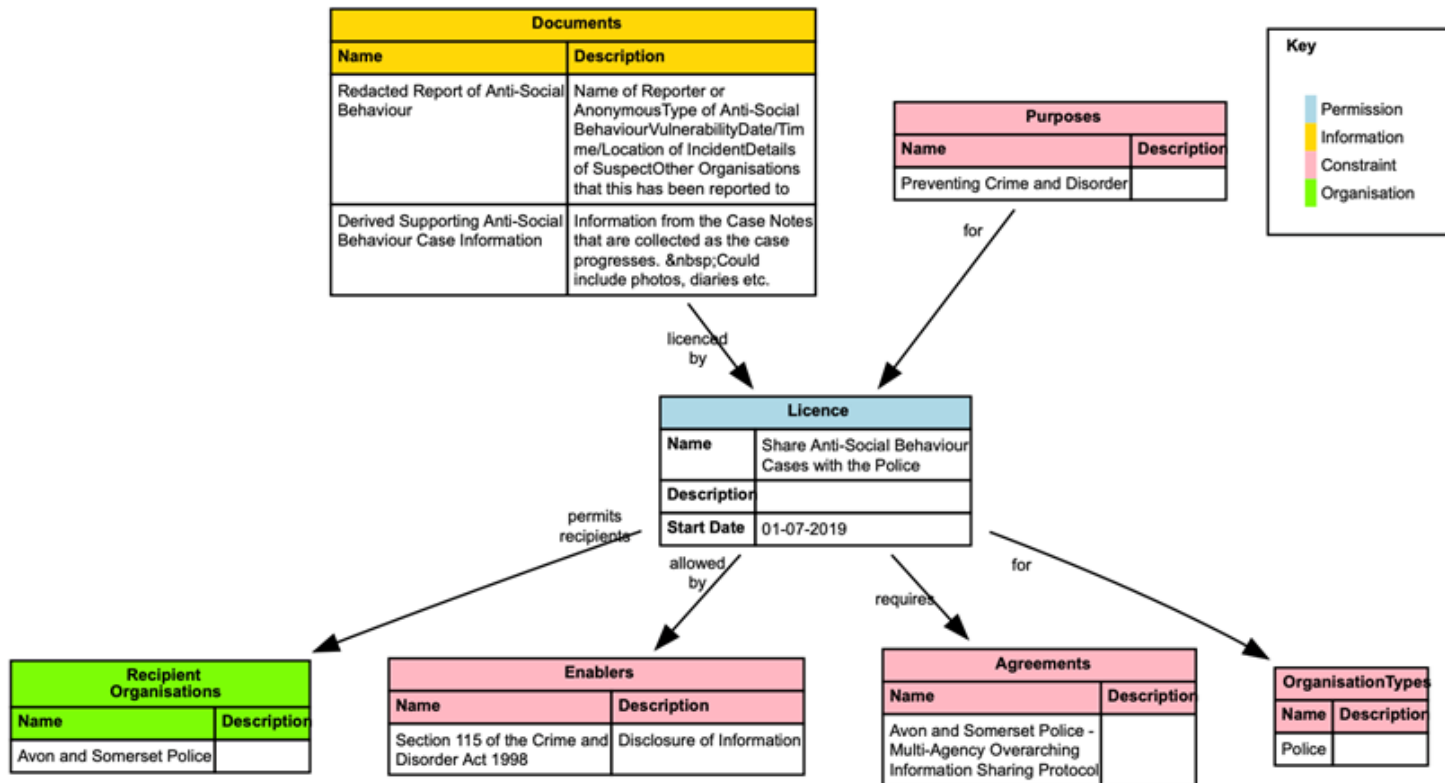 Documents
Name Description
Redacted Report of Anti-Social Name of Reporter or
Behaviour AnonymousType of Anti-Social
BehaviourVulnerabilityDate/Tim
me/Location of IncidentDetails
of SuspectOther Organisations
that this has been reported to
Derived Supporting Anti-Social Information from the Case Notes
Behaviour Case Information that are collected as the case
progresses. &nbsp;Could
include photos, diaries etc.
Purposes
Name Description
Preventing Crime and Disorder
Key
Permission
Information
Constraint
Organisation
licenced
by
for
Licence
Name Share Anti-Social Behaviour
Cases with the Police
Description
Start Date 01-07-2019
permits
recipients
allowed
by
requires
for
Recipient
Organisations
Name Description
Avon and Somerset Police
Enablers
Name Description
Section 115 of the Crime and Disclosure of Information
Disorder Act 1998
Agreements
Name Description
Avon and Somerset Police -
Multi-Agency Overarching
Information Sharing Protocol
OrganisationTypes
Name Description
Police